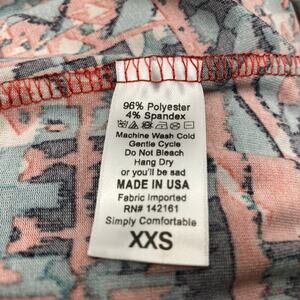 96% Polyester
4% Spandex
Machine Wash Cold
Gentle Cycle
Do Not Bleach
Hang Dry
or you'll be sad
MADE IN USA
Fabric Imported
RN# 142161
Simply Comfortable
XXS